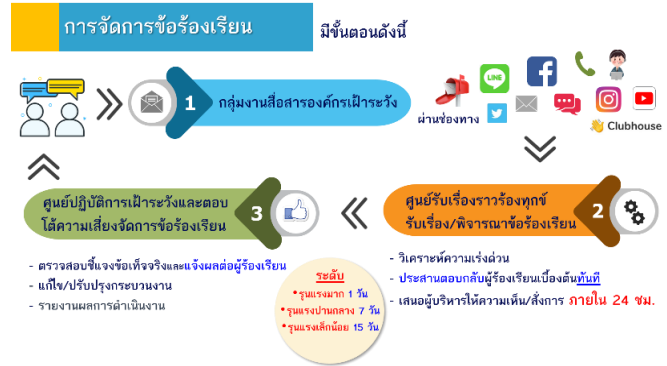 การจัดการข้อร้องเรียน
มีขั้นตอนดังนี้
1 กลุ่มงานสื่อสารองค์กรเฝ้าระวัง
ผ่านช่องทาง
LINE
Clubhouse
2
ศูนย์รับเรื่องราวร้องทุกข์
รับเรื่อง/พิจารณาข้อร้องเรียน
- วิเคราะห์ความเร่งด่วน
- ประสานตอบกลับผู้ร้องเรียนเบื้องต้นทันที
- เสนอผู้บริหารให้ความเห็น/สั่งการ ภายใน 24 ชม.
3
ศูนย์ปฏิบัติการเฝ้าระวังและตอบ
โต้ความเสี่ยงจัดการข้อร้องเรียน
- ตรวจสอบชี้แจงข้อเท็จจริงและแจ้งผลต่อผู้ร้องเรียน
- แก้ไข/ปรับปรุงกระบวนงาน
- รายงานผลการดำเนินงาน
ระดับ
•รุนแรงมาก 1 วัน
•รุนแรงปานกลาง 7 วัน
•รุนแรงเล็กน้อย 15 วัน